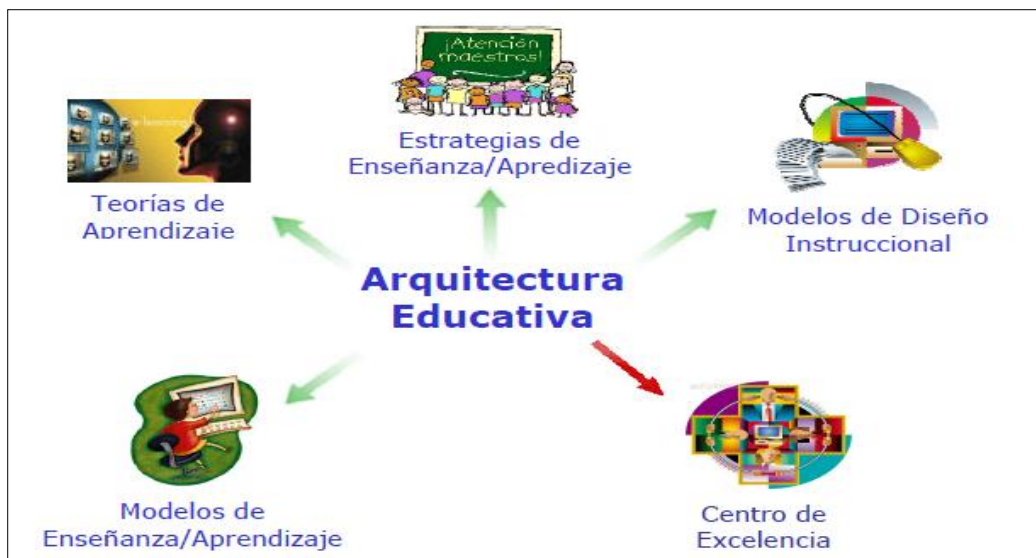 ¡Atención
maestros!
e-learning
Estrategias de
Enseñanza/Apredizaje
Teorías de
Aprendizaje
Modelos de Diseño
Instruccional
Arquitectura
Educativa
Modelos de
Enseñanza/Aprendizaje
Centro de
Excelencia